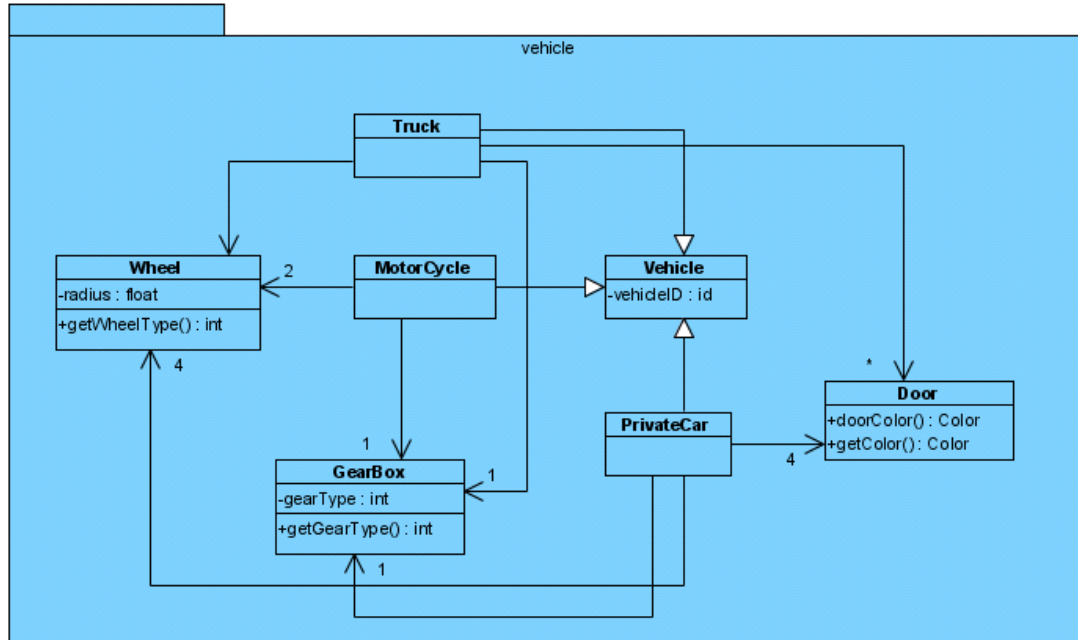 vehicle
Truck
Wheel
-radius : float
+getWheelType() : int
2
MotorCycle
Vehicle
-vehicleID : id
4
*
Door
+doorColor() : Color
+getColor() : Color
PrivateCar
4
1
GearBox
-gearType : int
+getGearType() : int
1
1